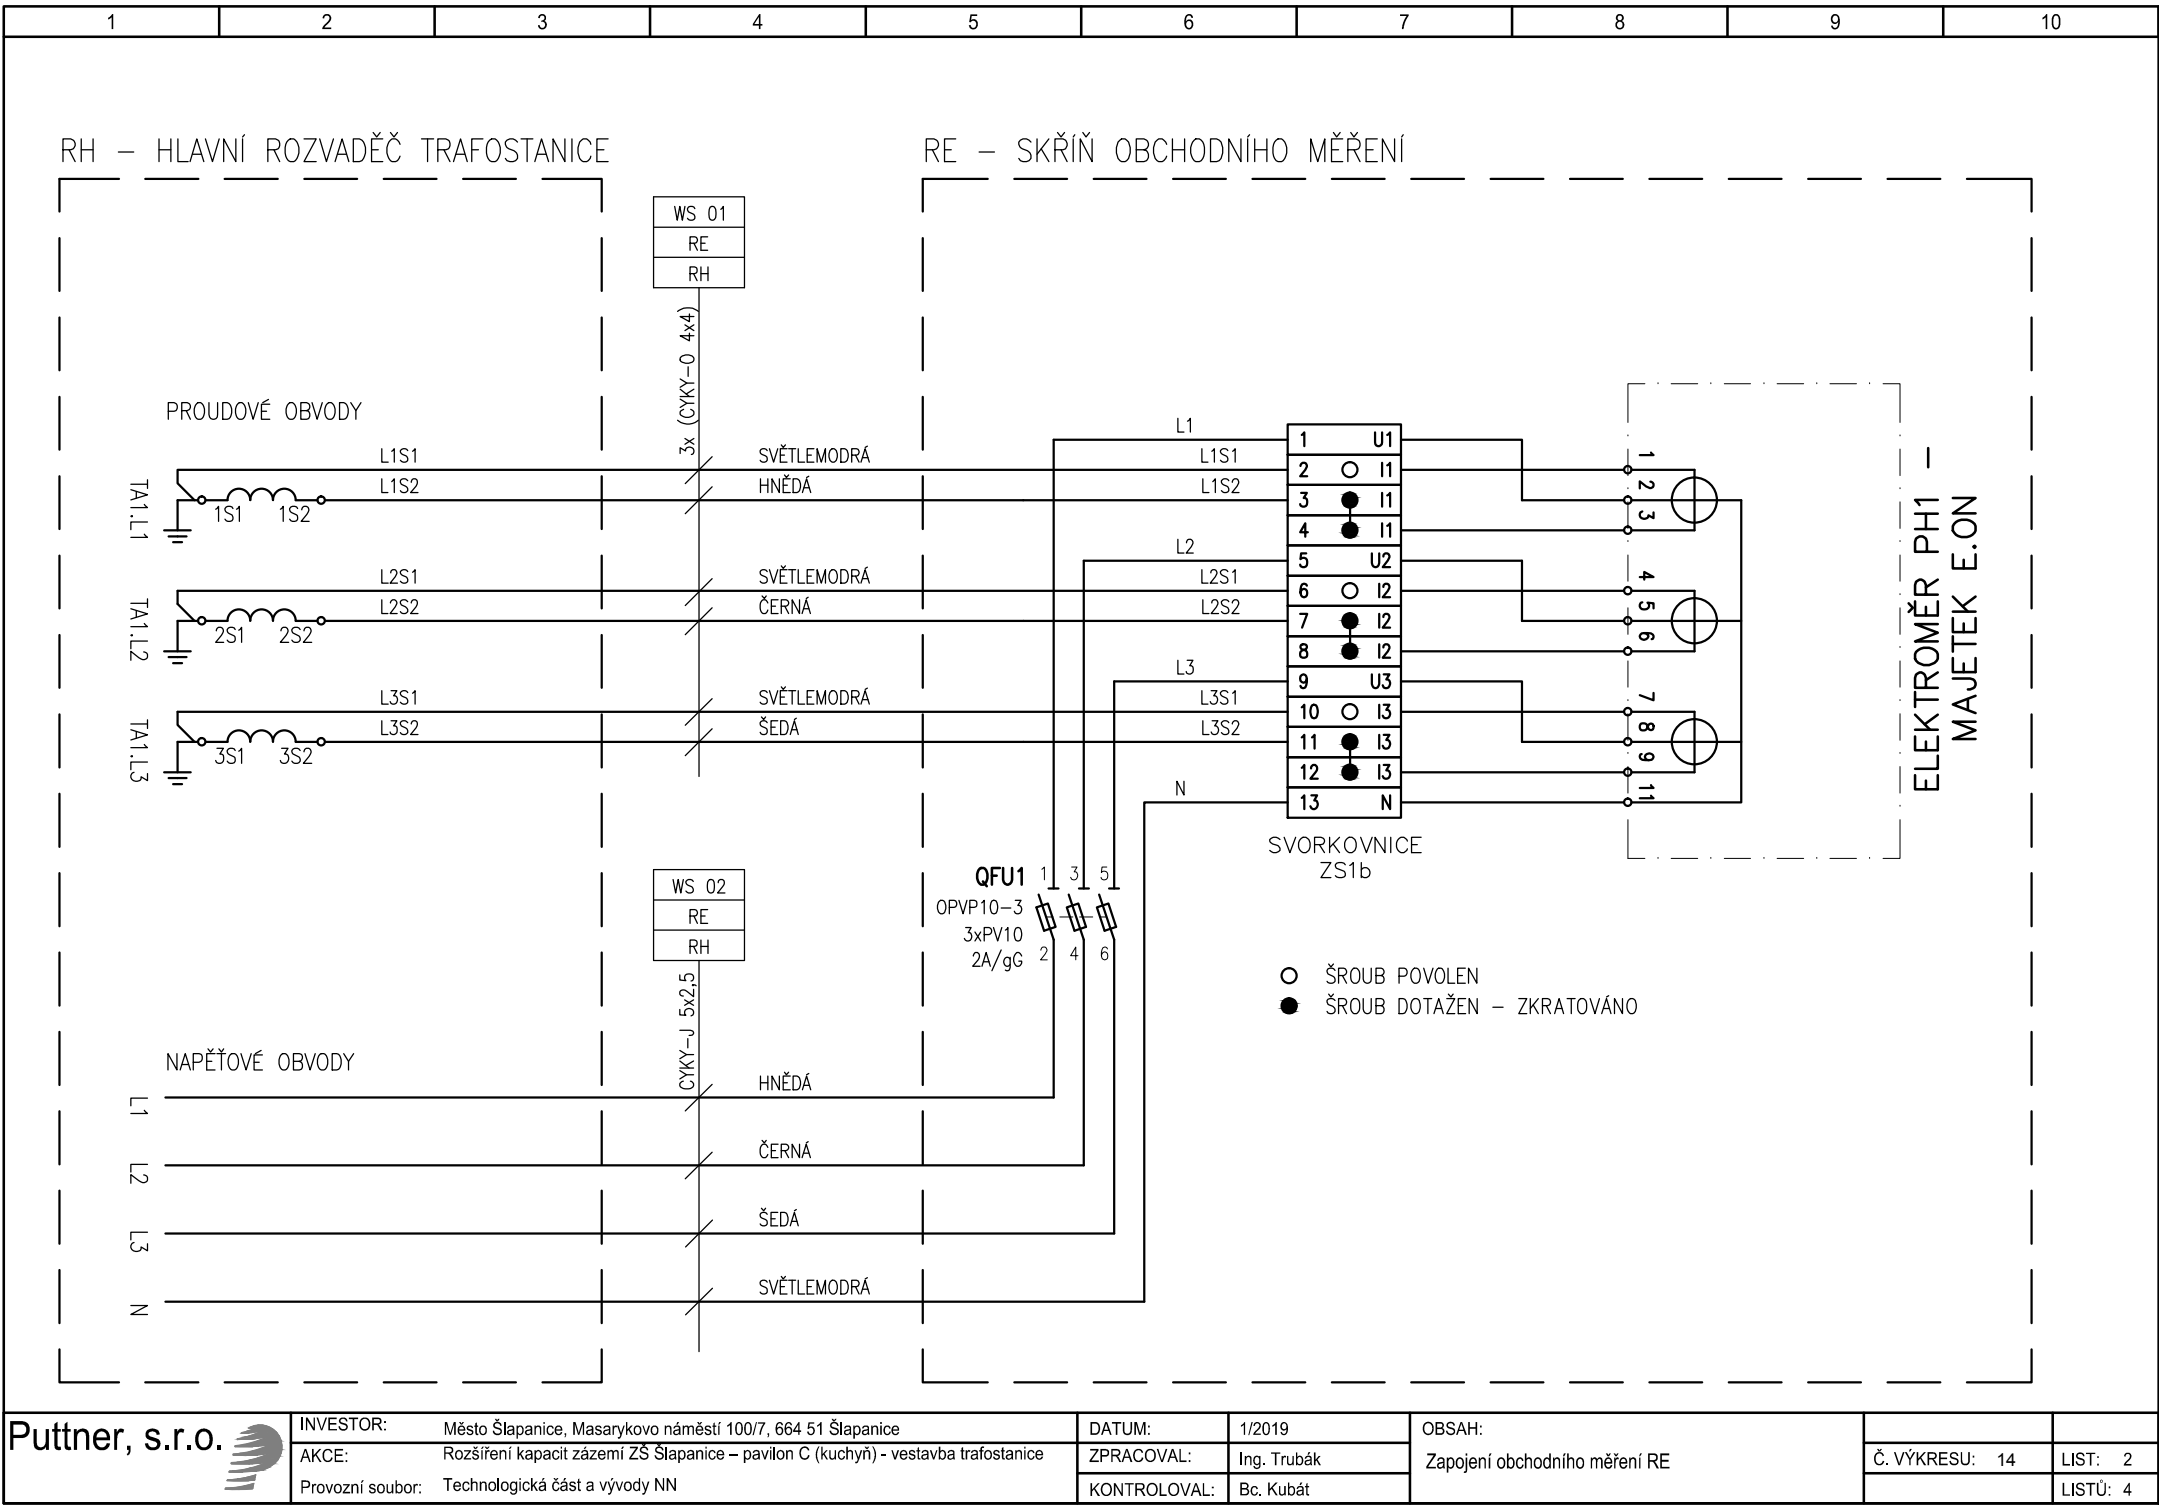 1 2 3 4 5 6 7 8 9 10
RH – HLAVNÍ ROZVADĚČ TRAFOSTANICE
RE – SKŘÍŇ OBCHODNÍHO MĚŘENÍ
WS 01
RE
RH
3x (CYKY-O 4x4)
PROUDOVÉ OBVODY
TA1.L1
L1S1
L1S2
1S1 1S2
SVĚTLEMODRÁ
HNĚDÁ
TA1.L2
L2S1
L2S2
2S1 2S2
SVĚTLEMODRÁ
ČERNÁ
TA1.L3
L3S1
L3S2
3S1 3S2
SVĚTLEMODRÁ
ŠEDÁ
L1
L1S1
L1S2
L2
L2S1
L2S2
L3
L3S1
L3S2
N
1 U1
2 I1
3 I1
4 I1
5 U2
6 I2
7 I2
8 I2
9 U3
10 I3
11 I3
12 I3
13 N
SVORKOVNICE
ZS1b
1
2
3
4
5
6
7
8
9
11
ELEKTROMĚR PH1 –
MAJETEK E.ON
WS 02
RE
RH
CYKY-J 5x2,5
QFU1 1 3 5
OPVP10-3
3xPV10
2A/gG 2 4 6
ŠROUB POVOLEN
ŠROUB DOTAŽEN – ZKRATOVÁNO
NAPĚŤOVÉ OBVODY
L1
HNĚDÁ
L2
ČERNÁ
L3
ŠEDÁ
N
SVĚTLEMODRÁ
Puttner, s.r.o.
INVESTOR: Město Šlapanice, Masarykovo náměstí 100/7, 664 51 Šlapanice
AKCE: Rozšíření kapacit zázemí ZŠ Šlapanice – pavilon C (kuchyň) - vestavba trafostanice
Provozní soubor: Technologická část a vývody NN
DATUM: 1/2019
ZPRACOVAL: Ing. Trubák
KONTROLOVAL: Bc. Kubát
OBSAH:
Zapojení obchodního měření RE
Č. VÝKRESU: 14
LIST: 2
LISTŮ: 4